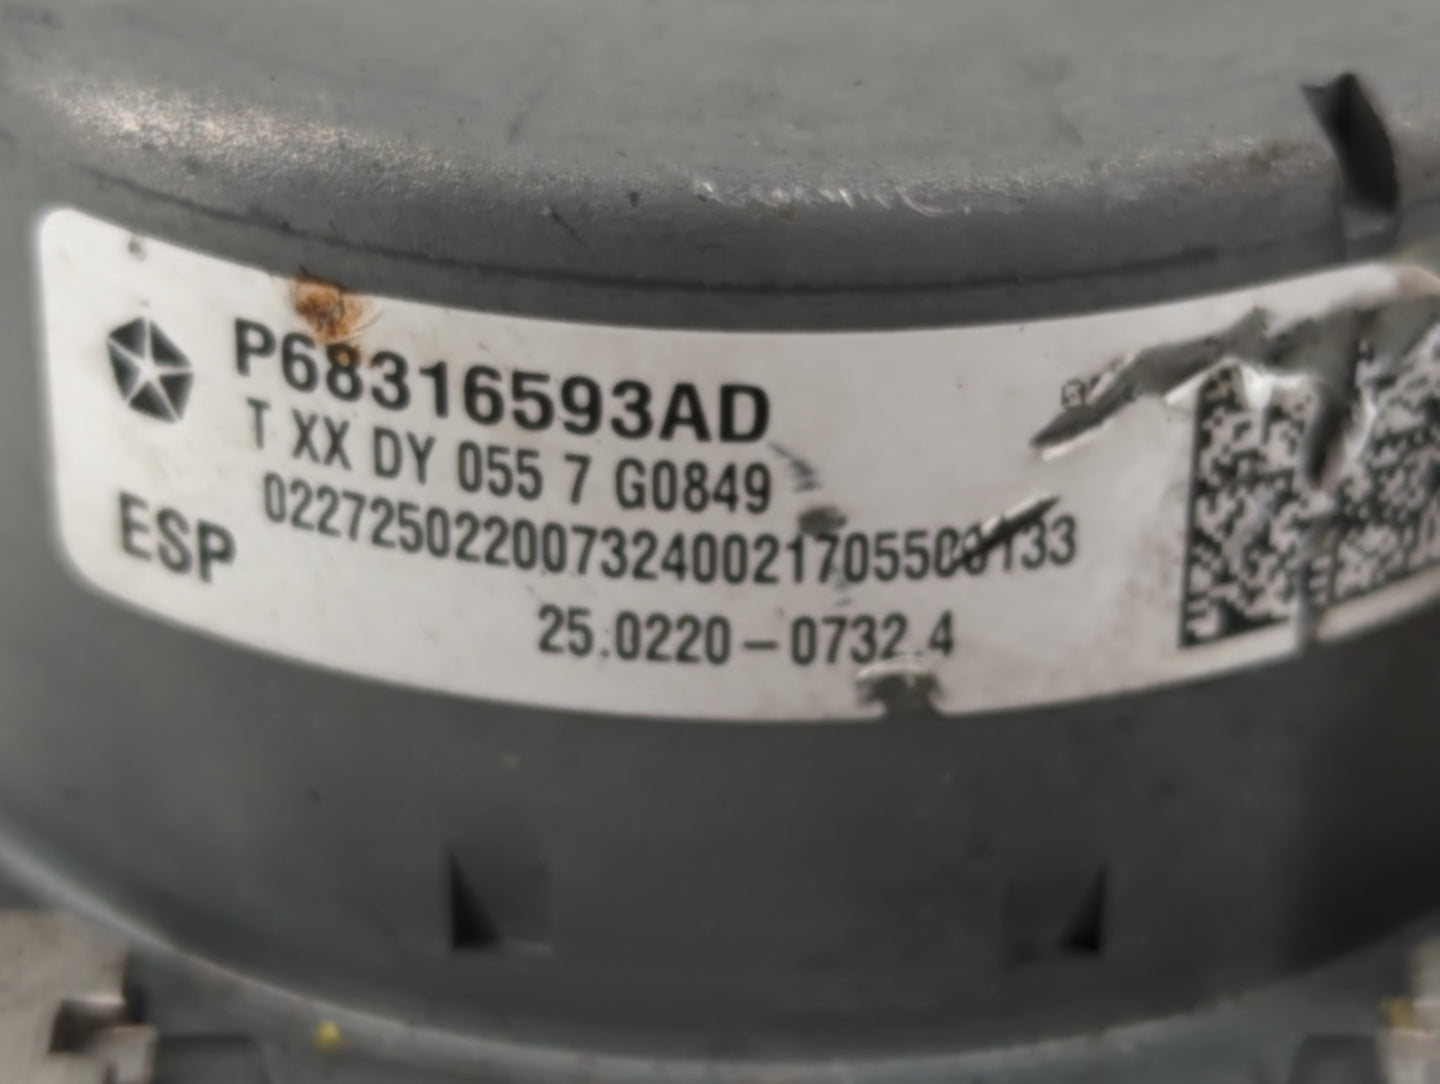 P68316593AD
T XX DY 055 7 G0849
ESP
25.0220-0732.4